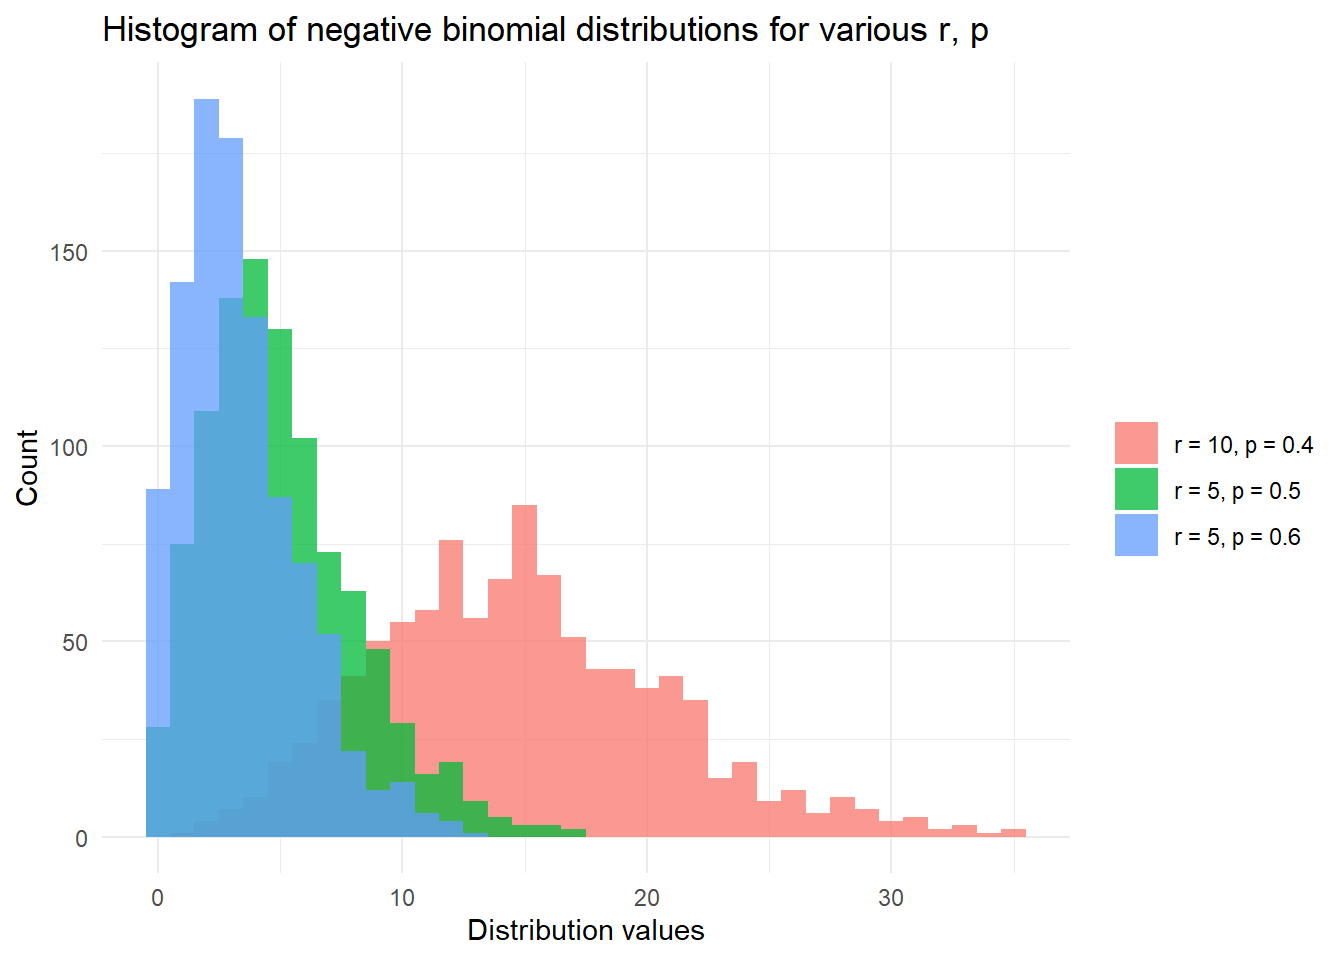 Histogram of negative binomial distributions for various r, p
150
100
50
0
Count
0 10 20 30
Distribution values
r = 10, p = 0.4
r = 5, p = 0.5
r = 5, p = 0.6